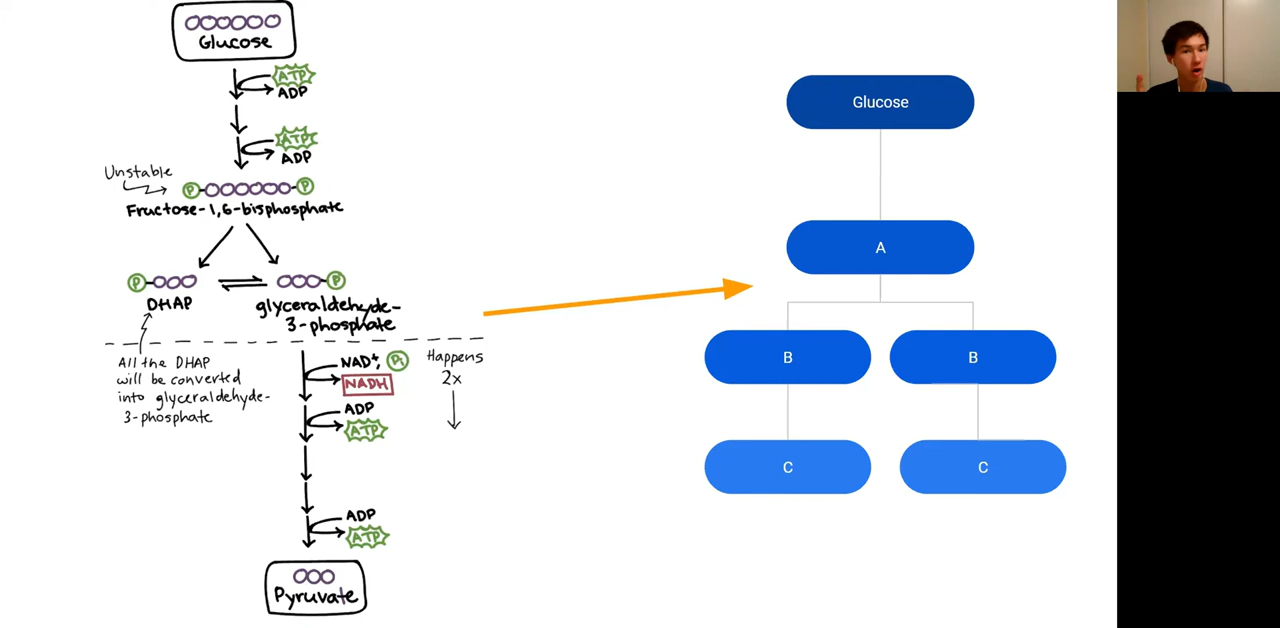 Glucose
ATP
ADP
ATP
ADP
Unstable
P
P
Fructose-1,6-bisphosphate
P
P
DHAP
glyceraldehyde-
3-phosphate
All the DHAP
will be converted
into glyceraldehyde-
3-phosphate
NAD+, Pi
NADH
Happens
2x
ADP
ATP
ADP
ATP
Pyruvate
Glucose
A
B
B
C
C